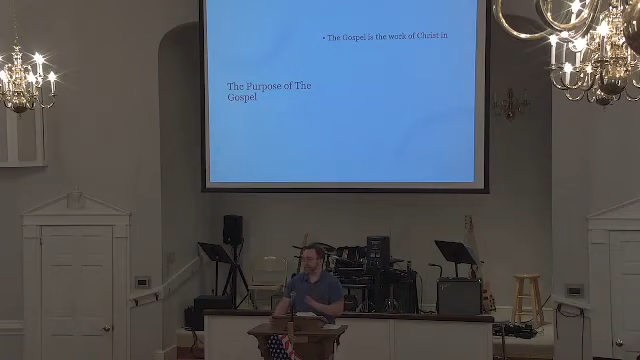 • The Gospel is the work of Christ in
The Purpose of The
Gospel